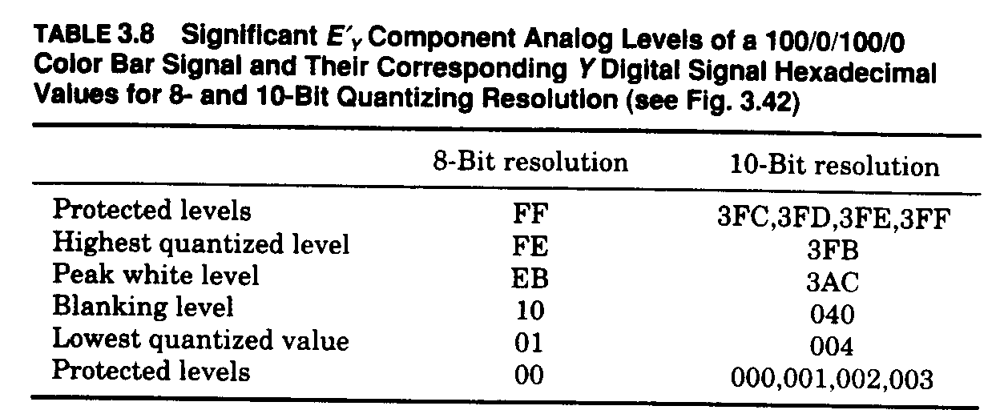 TABLE 3.8 Significant E′Y Component Analog Levels of a 100/0/100/0
Color Bar Signal and Their Corresponding Y Digital Signal Hexadecimal
Values for 8- and 10-Bit Quantizing Resolution (see Fig. 3.42)
8-Bit resolution 10-Bit resolution
Protected levels FF 3FC,3FD,3FE,3FF
Highest quantized level FE 3FB
Peak white level EB 3AC
Blanking level 10 040
Lowest quantized value 01 004
Protected levels 00 000,001,002,003